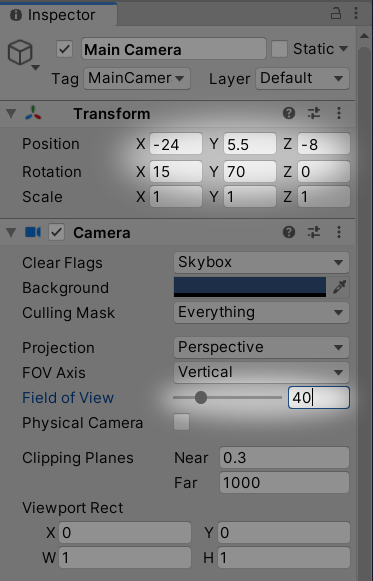 Inspector
Main Camera Static
Tag MainCamer Layer Default
Transform
Position X -24 Y 5.5 Z -8
Rotation X 15 Y 70 Z 0
Scale X 1 Y 1 Z 1
Camera
Clear Flags Skybox
Background
Culling Mask Everything
Projection Perspective
FOV Axis Vertical
Field of View 40
Physical Camera
Clipping Planes Near 0.3
Far 1000
Viewport Rect
X 0 Y 0
W 1 H 1